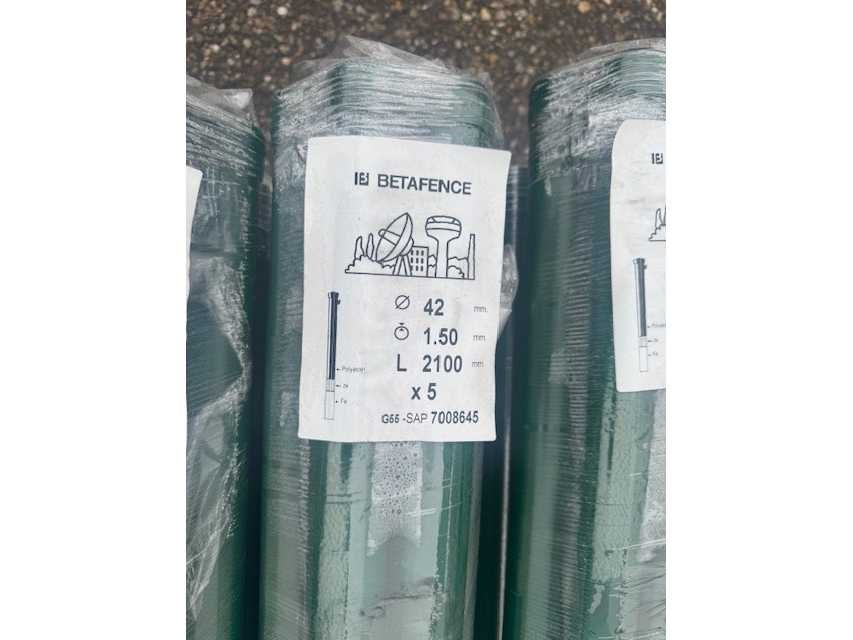 BETAFENCE
Ø 42 mm.
1.50 mm.
L 2100 mm
x 5
Polyester
Zn
Fe
G55 -SAP 7008645